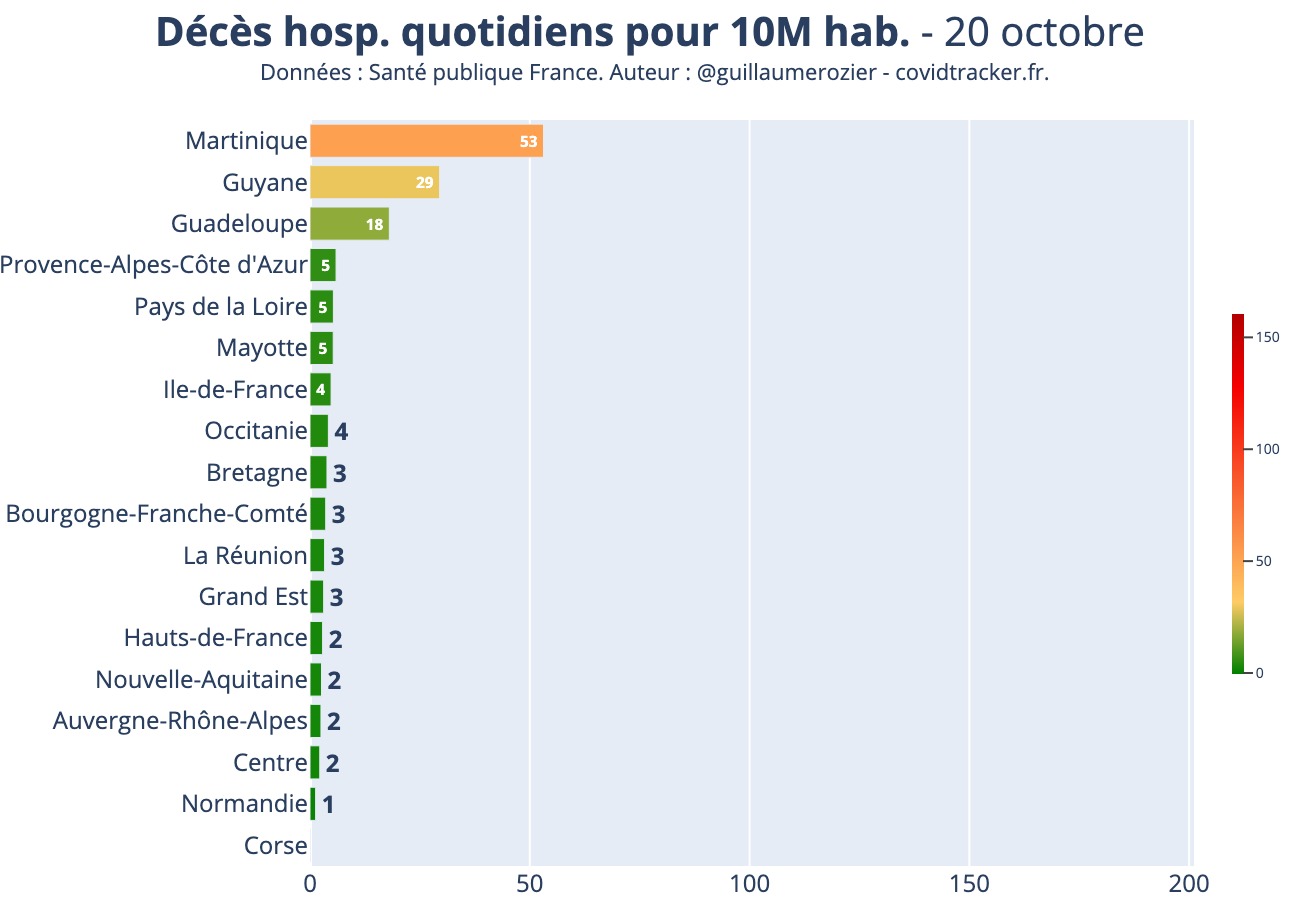 Décès hosp. quotidiens pour 10M hab. - 20 octobre
Données : Santé publique France. Auteur : @guillaumerozier - covidtracker.fr.
Martinique 53
Guyane 29
Guadeloupe 18
Provence-Alpes-Côte d'Azur 5
Pays de la Loire 5
Mayotte 5
Ile-de-France 4
Occitanie 4
Bretagne 3
Bourgogne-Franche-Comté 3
La Réunion 3
Grand Est 3
Hauts-de-France 2
Nouvelle-Aquitaine 2
Auvergne-Rhône-Alpes 2
Centre 2
Normandie 1
Corse
0 50 100 150 200
150
100
50
0